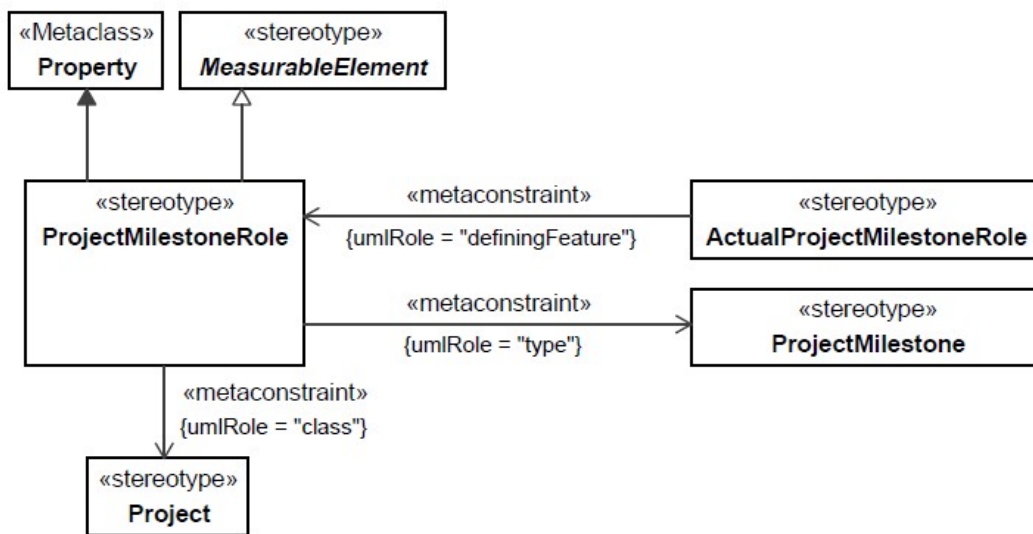 «Metaclass»
Property
«stereotype»
MeasurableElement
«stereotype»
ProjectMilestoneRole
«metaconstraint»
{umlRole = "definingFeature"}
«stereotype»
ActualProjectMilestoneRole
«metaconstraint»
{umlRole = "type"}
«stereotype»
ProjectMilestone
«metaconstraint»
{umlRole = "class"}
«stereotype»
Project